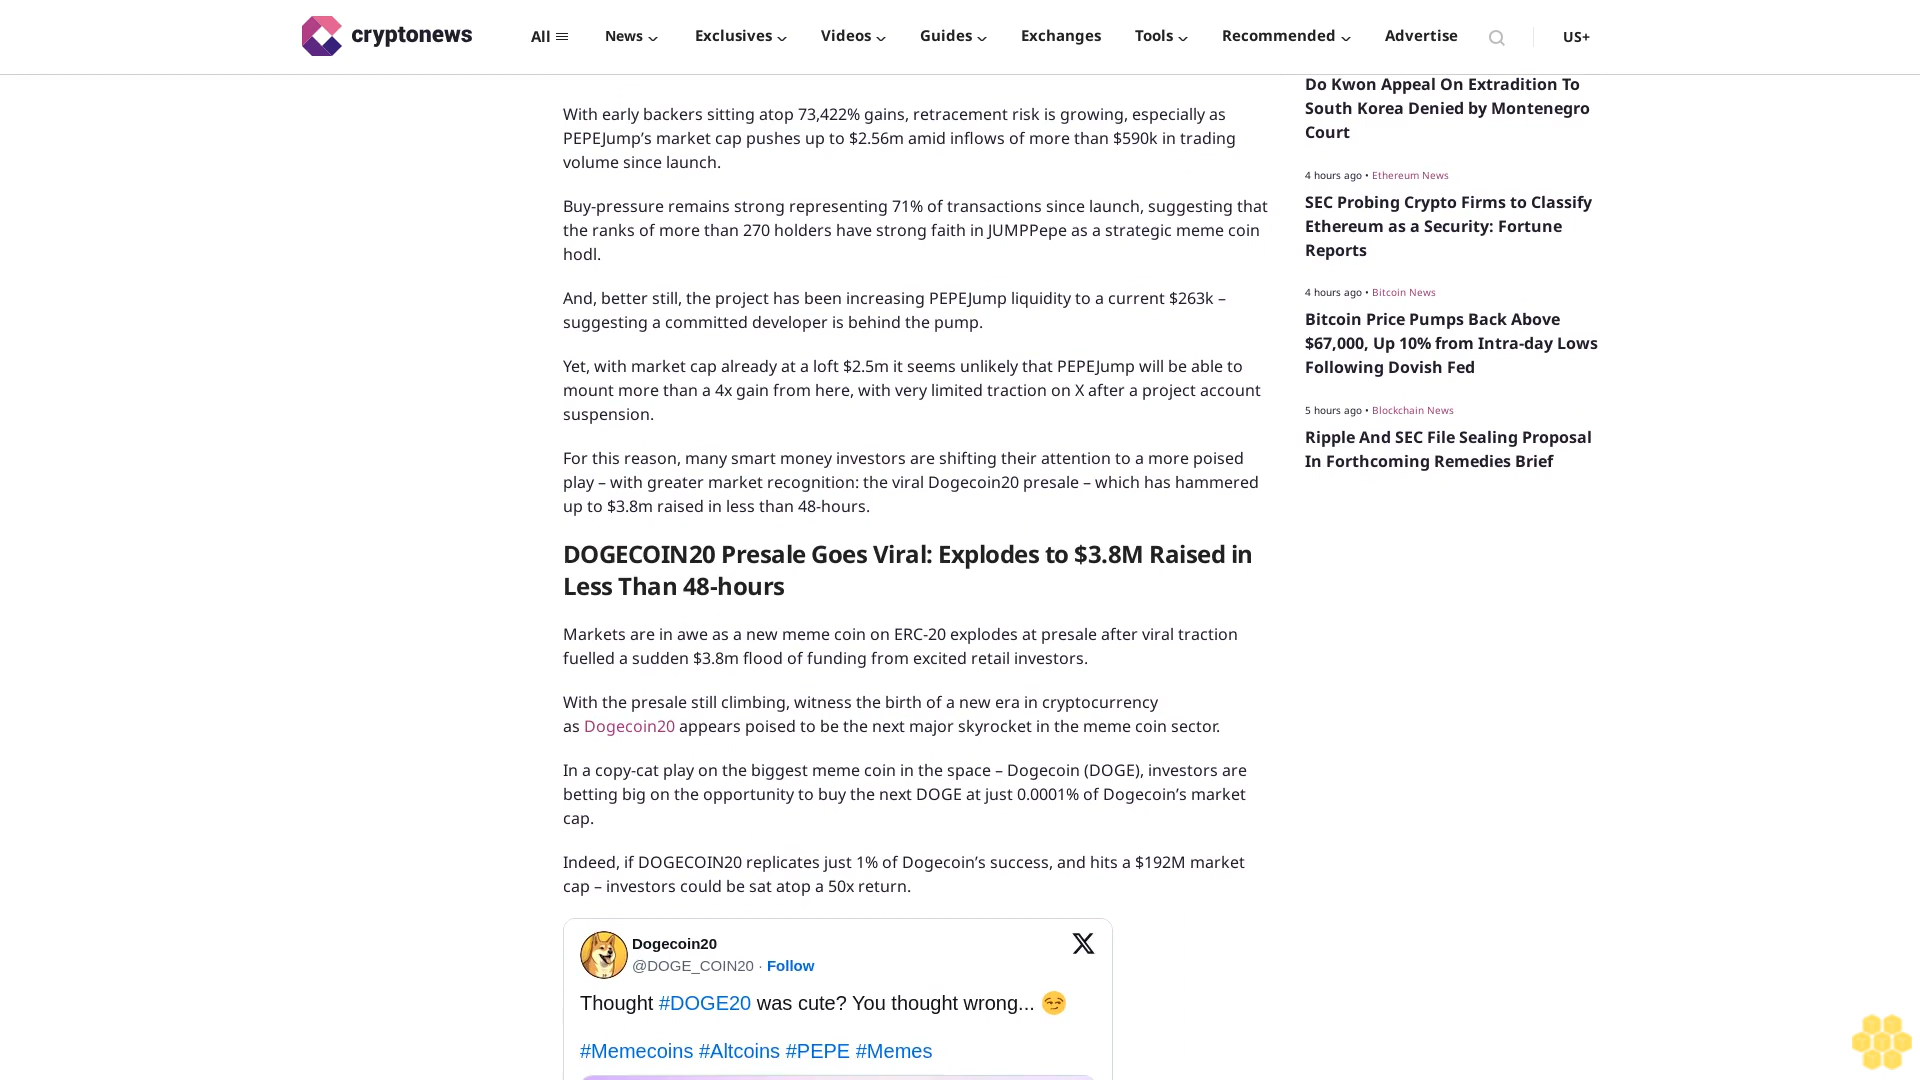 cryptonews
All
News
Exclusives
Videos
Guides
Exchanges
Tools
Recommended
Advertise
US+
With early backers sitting atop 73,422% gains, retracement risk is growing, especially as
PEPEJump’s market cap pushes up to $2.56m amid inflows of more than $590k in trading
volume since launch.
Buy-pressure remains strong representing 71% of transactions since launch, suggesting that
the ranks of more than 270 holders have strong faith in JUMPPepe as a strategic meme coin
hodl.
And, better still, the project has been increasing PEPEJump liquidity to a current $263k –
suggesting a committed developer is behind the pump.
Yet, with market cap already at a loft $2.5m it seems unlikely that PEPEJump will be able to
mount more than a 4x gain from here, with very limited traction on X after a project account
suspension.
For this reason, many smart money investors are shifting their attention to a more poised
play – with greater market recognition: the viral Dogecoin20 presale – which has hammered
up to $3.8m raised in less than 48-hours.
DOGECOIN20 Presale Goes Viral: Explodes to $3.8M Raised in
Less Than 48-hours
Markets are in awe as a new meme coin on ERC-20 explodes at presale after viral traction
fuelled a sudden $3.8m flood of funding from excited retail investors.
With the presale still climbing, witness the birth of a new era in cryptocurrency
as Dogecoin20 appears poised to be the next major skyrocket in the meme coin sector.
In a copy-cat play on the biggest meme coin in the space – Dogecoin (DOGE), investors are
betting big on the opportunity to buy the next DOGE at just 0.0001% of Dogecoin’s market
cap.
Indeed, if DOGECOIN20 replicates just 1% of Dogecoin’s success, and hits a $192M market
cap – investors could be sat atop a 50x return.
Dogecoin20
@DOGE_COIN20 · Follow
Thought #DOGE20 was cute? You thought wrong... 😏
#Memecoins #Altcoins #PEPE #Memes
Do Kwon Appeal On Extradition To
South Korea Denied by Montenegro
Court
4 hours ago • Ethereum News
SEC Probing Crypto Firms to Classify
Ethereum as a Security: Fortune
Reports
4 hours ago • Bitcoin News
Bitcoin Price Pumps Back Above
$67,000, Up 10% from Intra-day Lows
Following Dovish Fed
5 hours ago • Blockchain News
Ripple And SEC File Sealing Proposal
In Forthcoming Remedies Brief